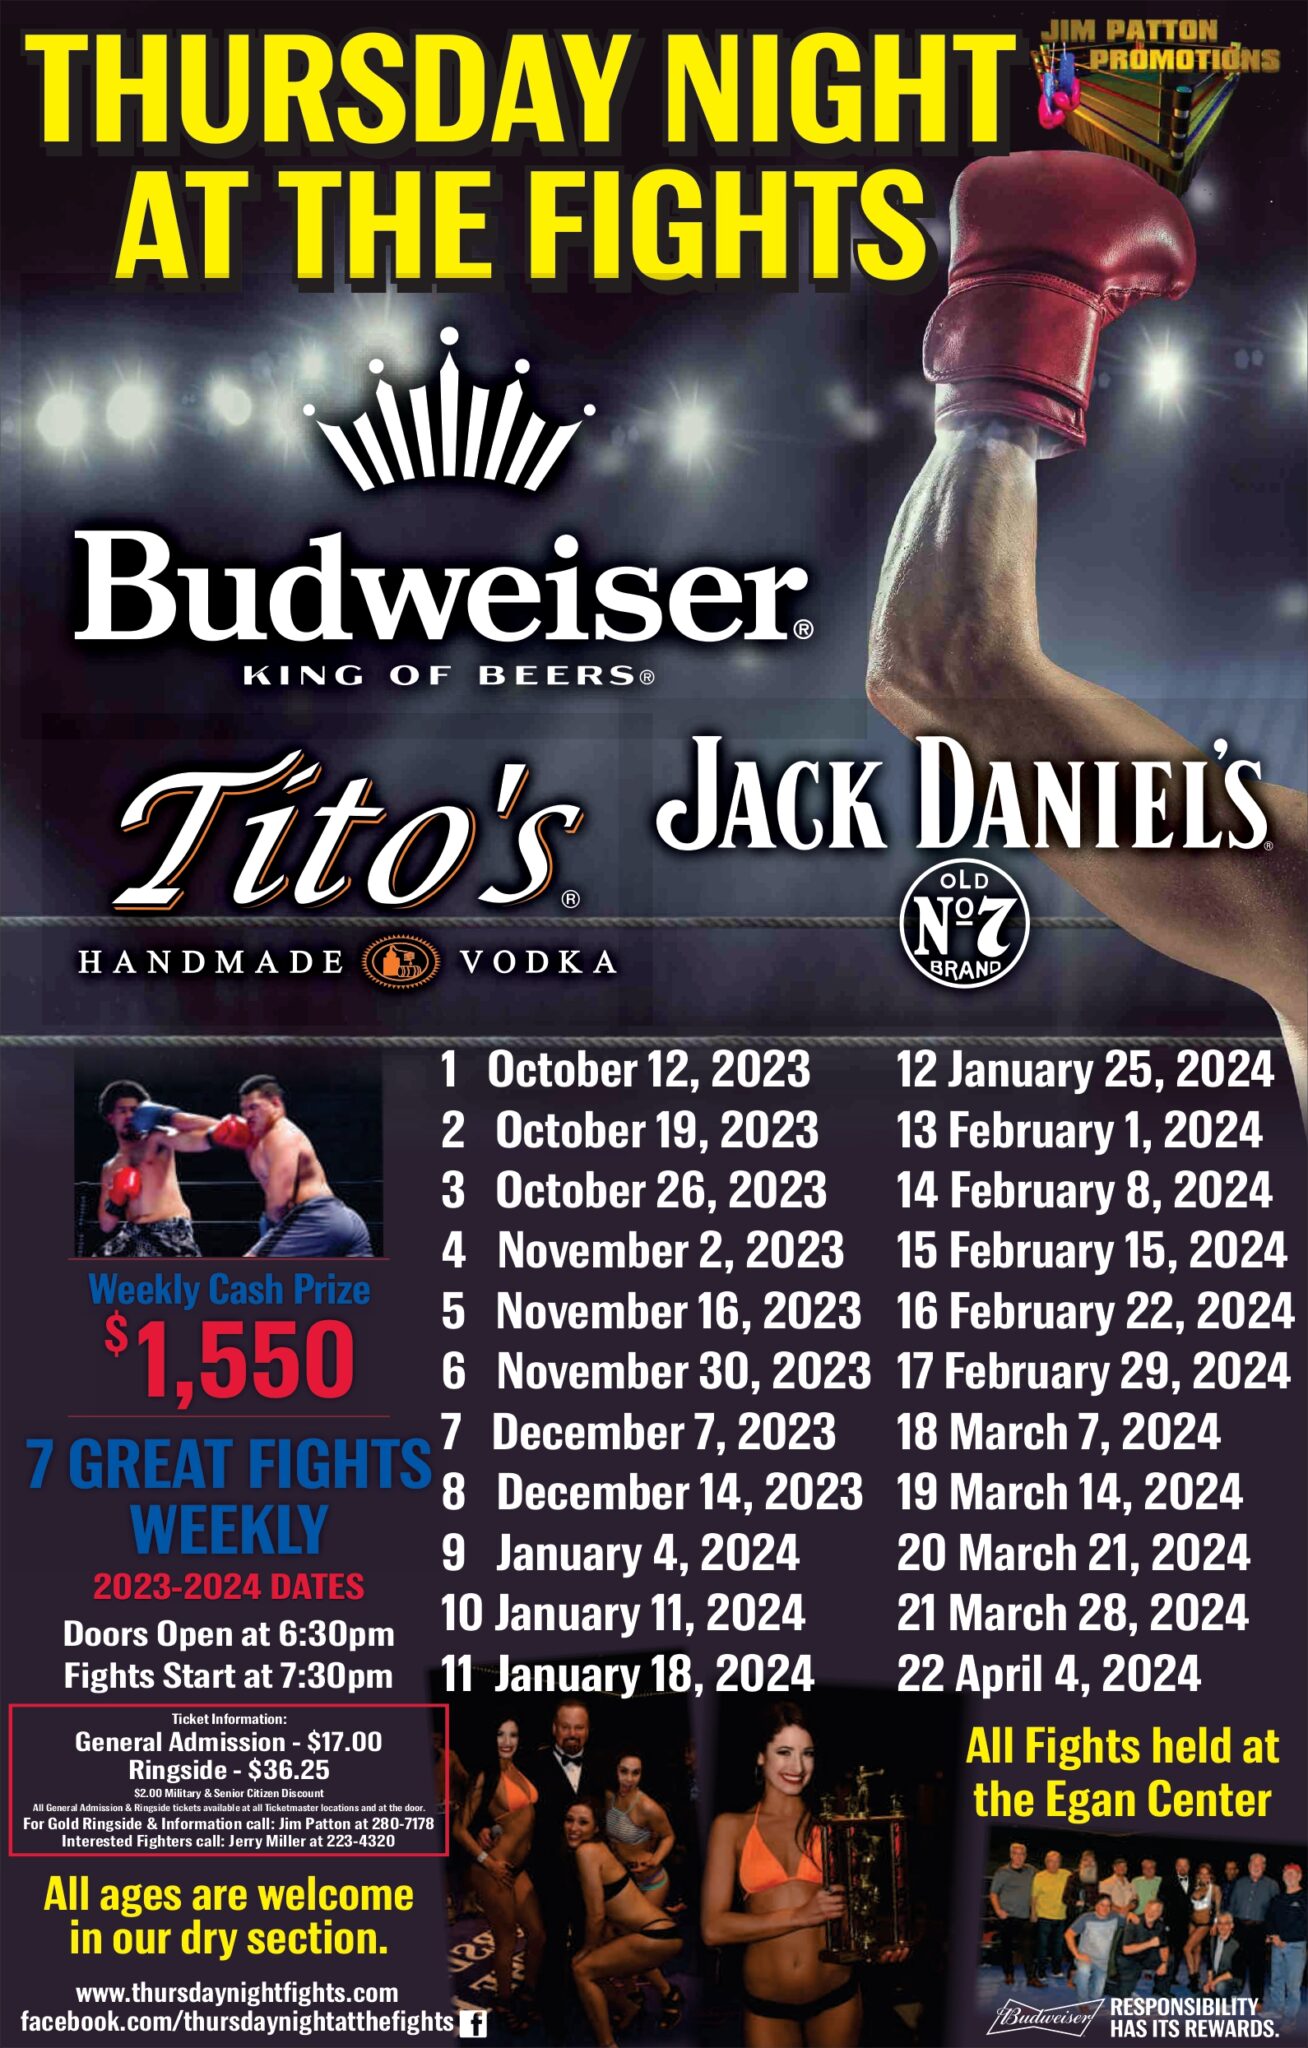 THURSDAY NIGHT
AT THE FIGHTS
JIM PATTON
PROMOTIONS
Budweiser®
KING OF BEERS®
Tito's®
HANDMADE VODKA
JACK DANIEL'S®
OLD
Nº7
BRAND
1 October 12, 2023
2 October 19, 2023
3 October 26, 2023
4 November 2, 2023
5 November 16, 2023
6 November 30, 2023
7 December 7, 2023
8 December 14, 2023
9 January 4, 2024
10 January 11, 2024
11 January 18, 2024
12 January 25, 2024
13 February 1, 2024
14 February 8, 2024
15 February 15, 2024
16 February 22, 2024
17 February 29, 2024
18 March 7, 2024
19 March 14, 2024
20 March 21, 2024
21 March 28, 2024
22 April 4, 2024
Weekly Cash Prize
$1,550
7 GREAT FIGHTS
WEEKLY
2023-2024 DATES
Doors Open at 6:30pm
Fights Start at 7:30pm
Ticket Information:
General Admission - $17.00
Ringside - $36.25
$2.00 Military & Senior Citizen Discount
All General Admission & Ringside tickets available at all Ticketmaster locations and at the door.
For Gold Ringside & Information call: Jim Patton at 280-7178
Interested Fighters call: Jerry Miller at 223-4320
All ages are welcome
in our dry section.
www.thursdaynightfights.com
facebook.com/thursdaynightatthefights f
All Fights held at
the Egan Center
Budweiser
RESPONSIBILITY
HAS ITS REWARDS.